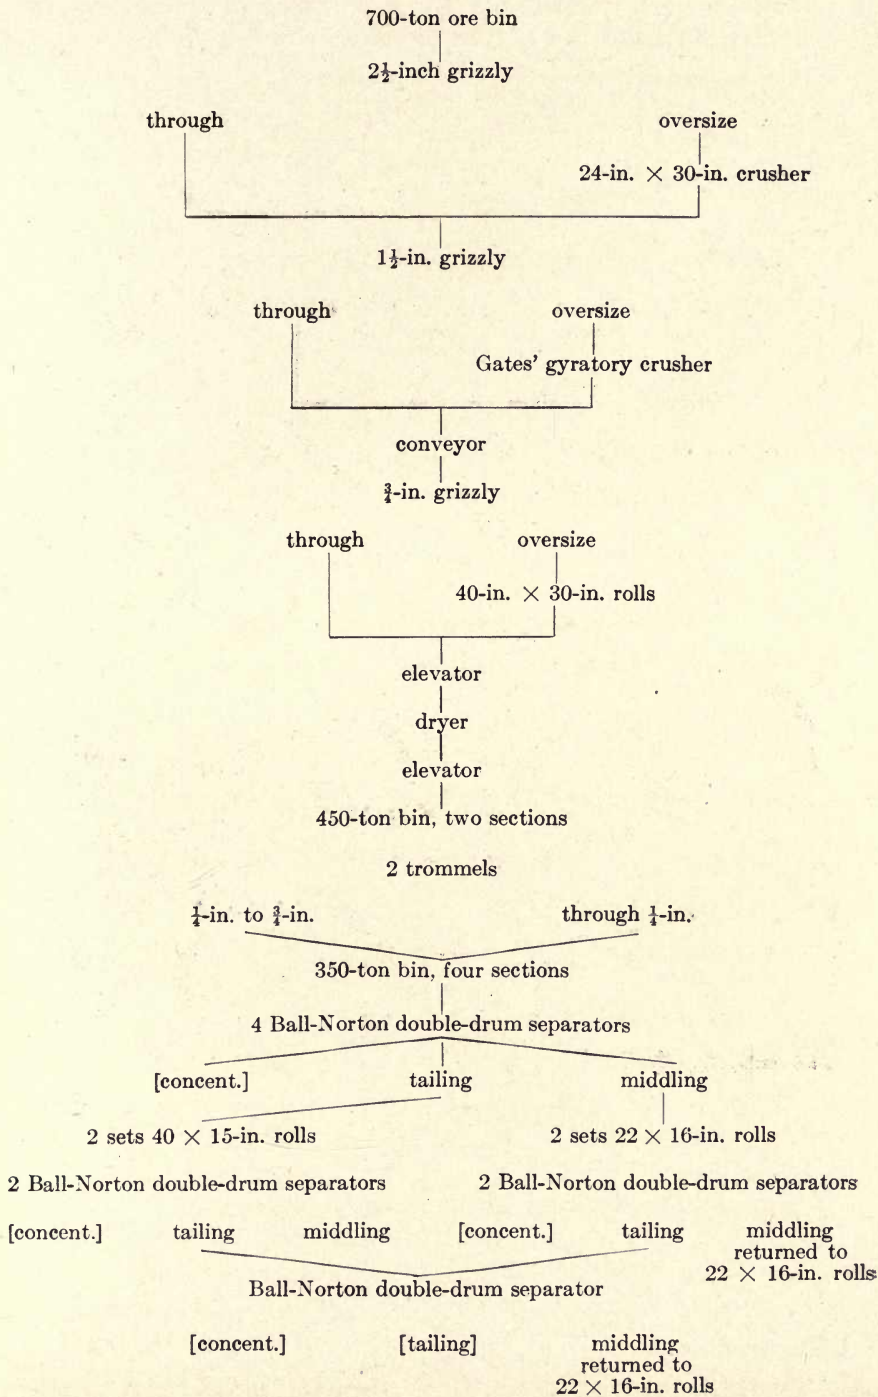 700-ton ore bin
2½-inch grizzly
through oversize
24-in. × 30-in. crusher
1½-in. grizzly
through oversize
Gates' gyratory crusher
conveyor
¾-in. grizzly
through oversize
40-in. × 30-in. rolls
elevator
dryer
elevator
450-ton bin, two sections
2 trommels
¼-in. to ¾-in. through ¼-in.
350-ton bin, four sections
4 Ball-Norton double-drum separators
[concent.] tailing middling
2 sets 40 × 15-in. rolls 2 sets 22 × 16-in. rolls
2 Ball-Norton double-drum separators 2 Ball-Norton double-drum separators
[concent.] tailing middling [concent.] tailing middling
returned to
22 × 16-in. rolls
Ball-Norton double-drum separator
[concent.] [tailing] middling
returned to
22 × 16-in. rolls